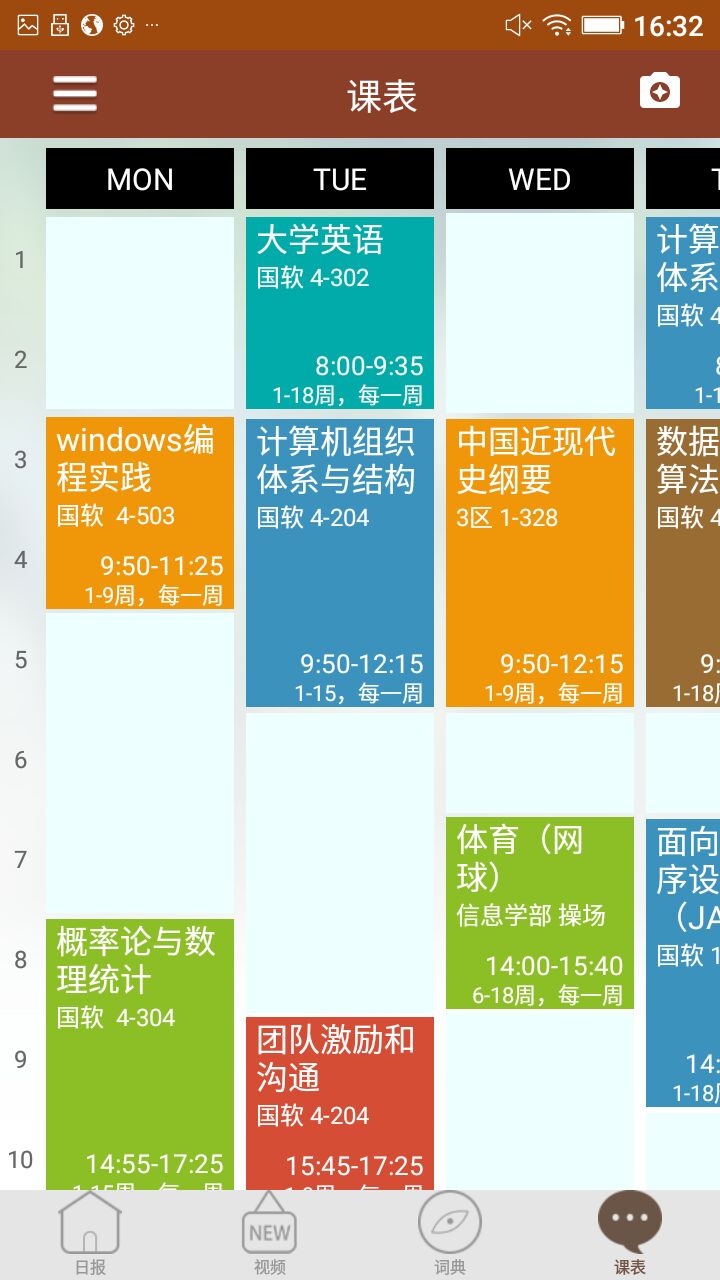 16:32
课表
MON
TUE
WED
1
2
3
4
5
6
7
8
9
10
windows编
程实践
国软 4-503
9:50-11:25
1-9周，每一周
概率论与数
理统计
国软 4-304
14:55-17:25
1-15周，每一周
大学英语
国软 4-302
8:00-9:35
1-18周，每一周
计算机组织
体系与结构
国软 4-204
9:50-12:15
1-15，每一周
团队激励和
沟通
国软 4-204
15:45-17:25
中国近现代
史纲要
3区 1-328
9:50-12:15
1-9周，每一周
体育（网
球）
信息学部 操场
14:00-15:40
6-18周，每一周
计算
体系
国软 4
数据
算法
国软 4
9:
1-18
面向
序设
（JA
国软 1
14:
1-18
NEW
日报
视频
词典
课表